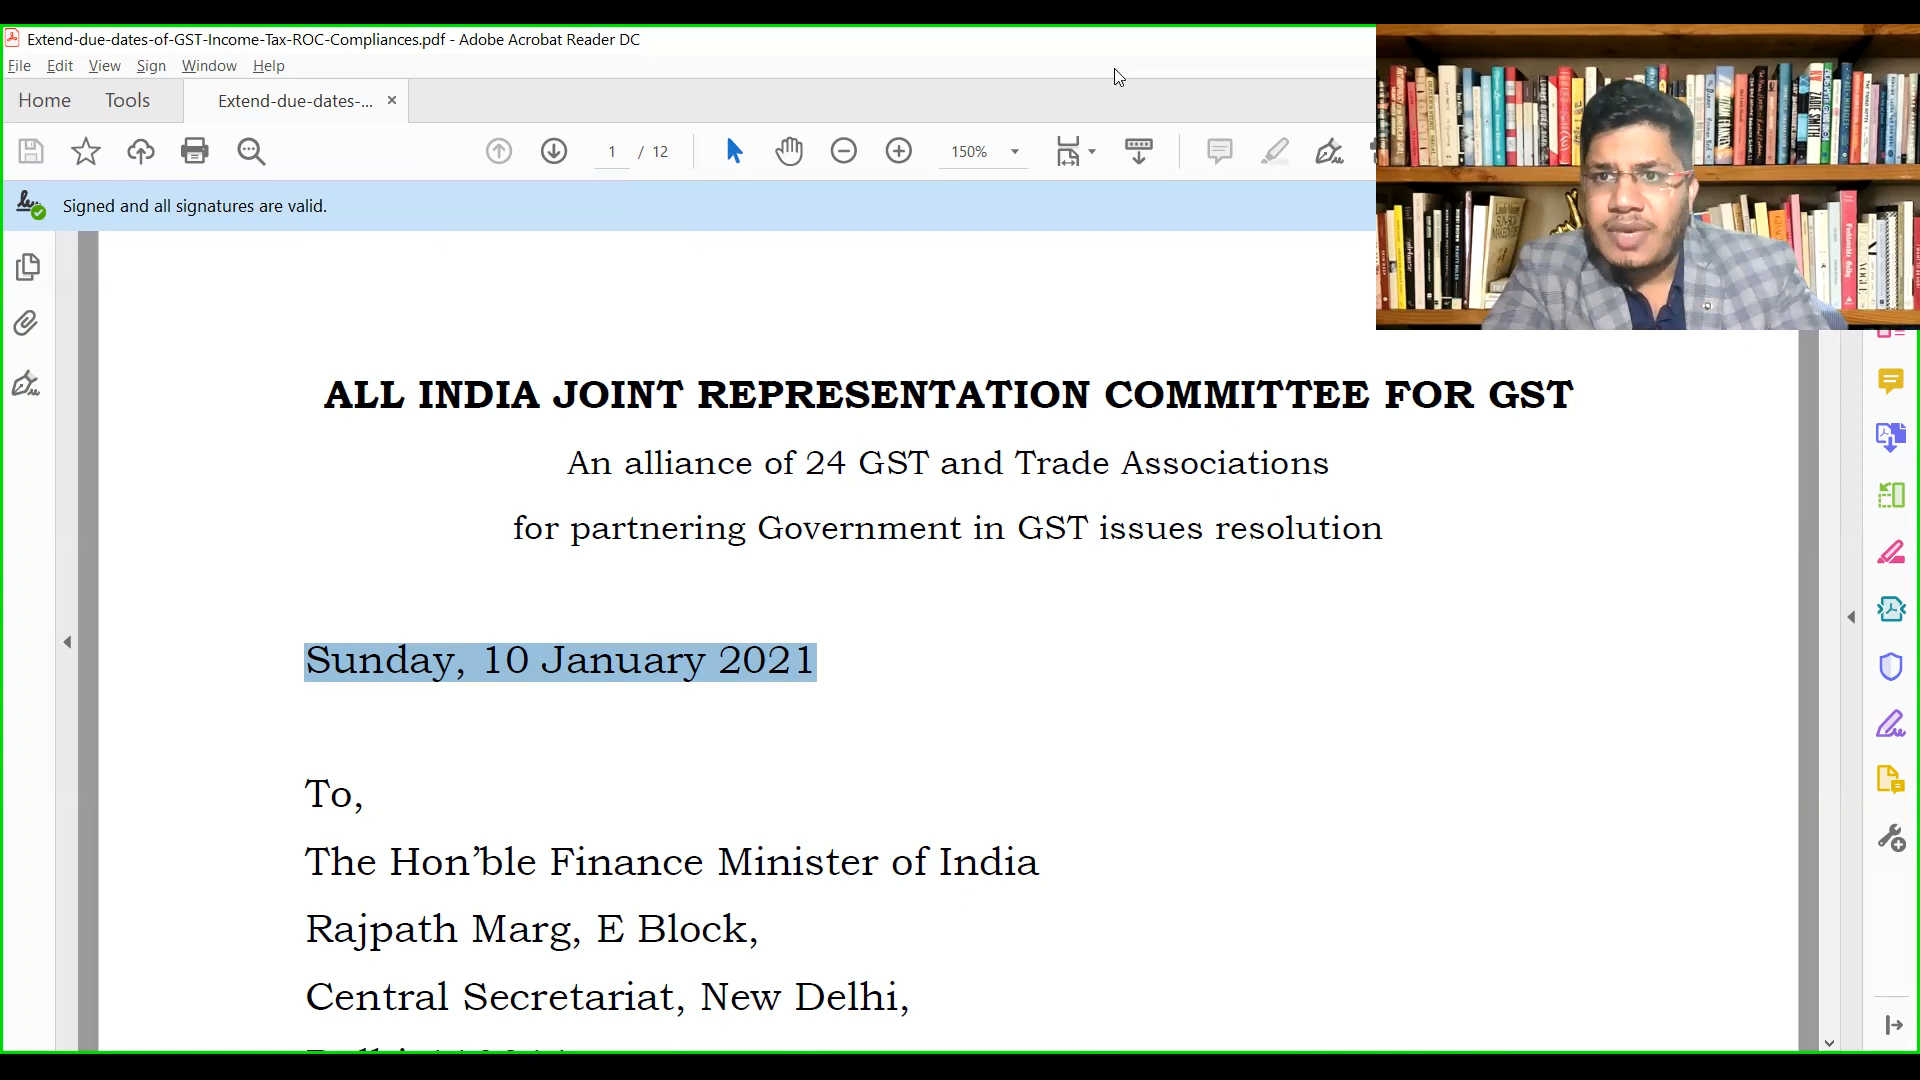 Extend-due-dates-of-GST-Income-Tax-ROC-Compliances.pdf - Adobe Acrobat Reader DC
File Edit View Sign Window Help
Home Tools Extend-due-dates-... ×
1 / 12 150%
Signed and all signatures are valid.
ALL INDIA JOINT REPRESENTATION COMMITTEE FOR GST
An alliance of 24 GST and Trade Associations
for partnering Government in GST issues resolution
Sunday, 10 January 2021
To,
The Hon’ble Finance Minister of India
Rajpath Marg, E Block,
Central Secretariat, New Delhi,